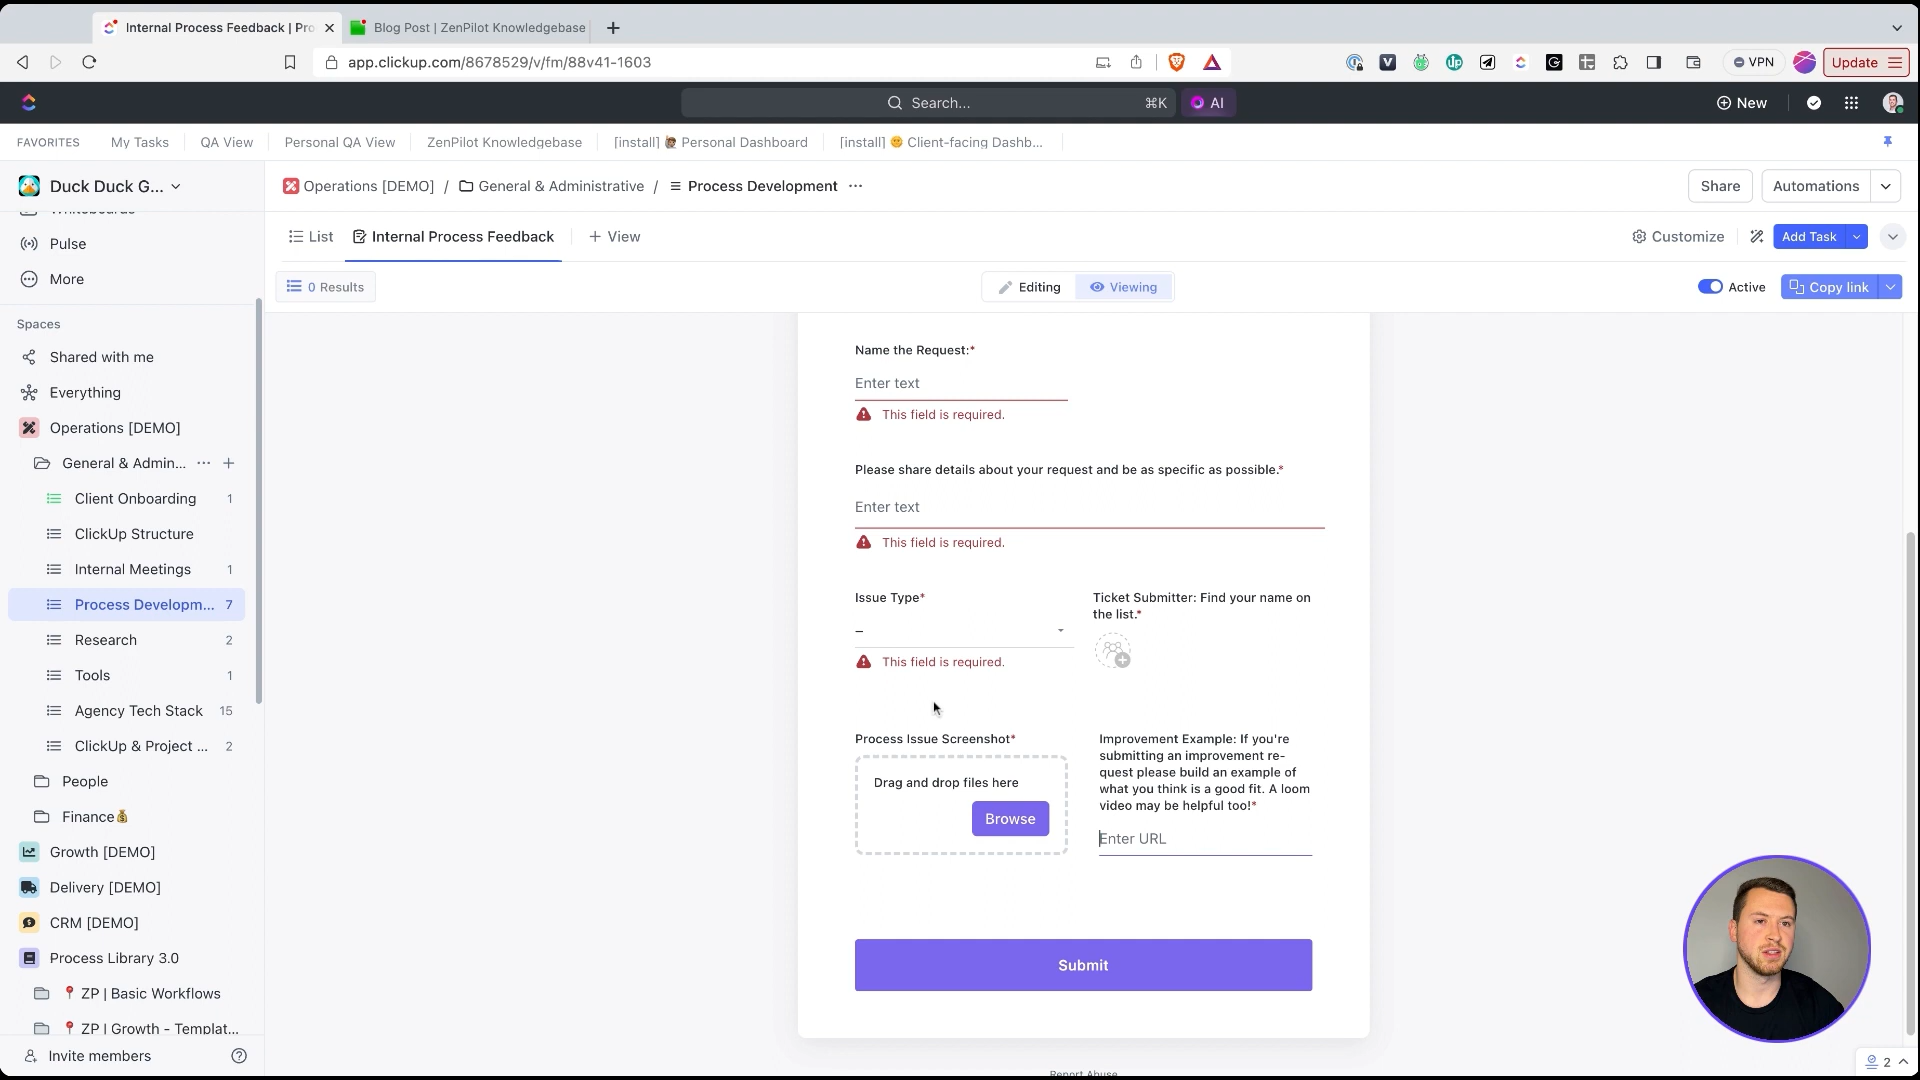 Internal Process Feedback | Pro
Blog Post | ZenPilot Knowledgebase
app.clickup.com/8678529/v/fm/88v41-1603
VPN
Update
Search...
⌘K
AI
New
FAVORITES
My Tasks
QA View
Personal QA View
ZenPilot Knowledgebase
[install] 🙋🏽 Personal Dashboard
[install] 🌞 Client-facing Dashb...
Duck Duck G...
Operations [DEMO] / General & Administrative / Process Development ...
Share
Automations
Whiteboards
Pulse
More
List
Internal Process Feedback
+ View
Customize
Add Task
0 Results
Editing
Viewing
Active
Copy link
Spaces
Shared with me
Everything
Operations [DEMO]
General & Admin... ... +
Client Onboarding 1
ClickUp Structure
Internal Meetings 1
Process Developm... 7
Research 2
Tools 1
Agency Tech Stack 15
ClickUp & Project ... 2
People
Finance💰
Growth [DEMO]
Delivery [DEMO]
CRM [DEMO]
Process Library 3.0
📍 ZP | Basic Workflows
📍 ZP | Growth - Templat...
Invite members
Name the Request:*
Enter text
This field is required.
Please share details about your request and be as specific as possible.*
Enter text
This field is required.
Issue Type*
–
This field is required.
Ticket Submitter: Find your name on
the list.*
Process Issue Screenshot*
Drag and drop files here
Browse
Improvement Example: If you're
submitting an improvement re-
quest please build an example of
what you think is a good fit. A loom
video may be helpful too!*
Enter URL
Submit
Report Abuse
2